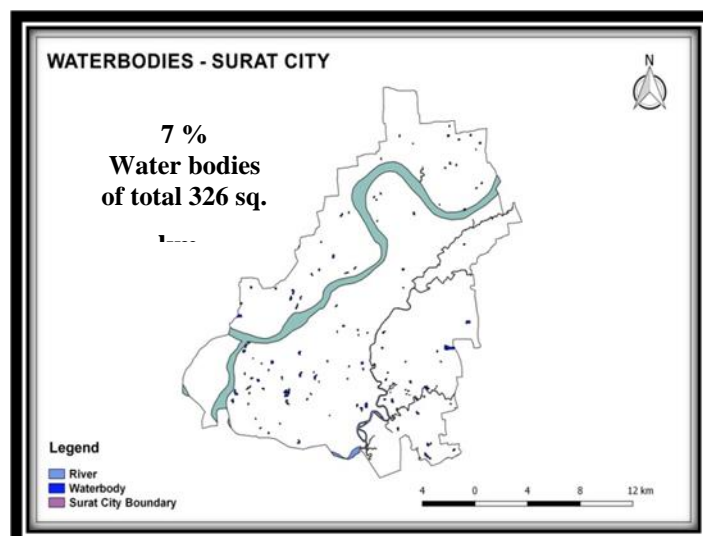 WATERBODIES - SURAT CITY
N
7 %
Water bodies
of total 326 sq.
Legend
River
Waterbody
Surat City Boundary
4 0 4 8 12 km